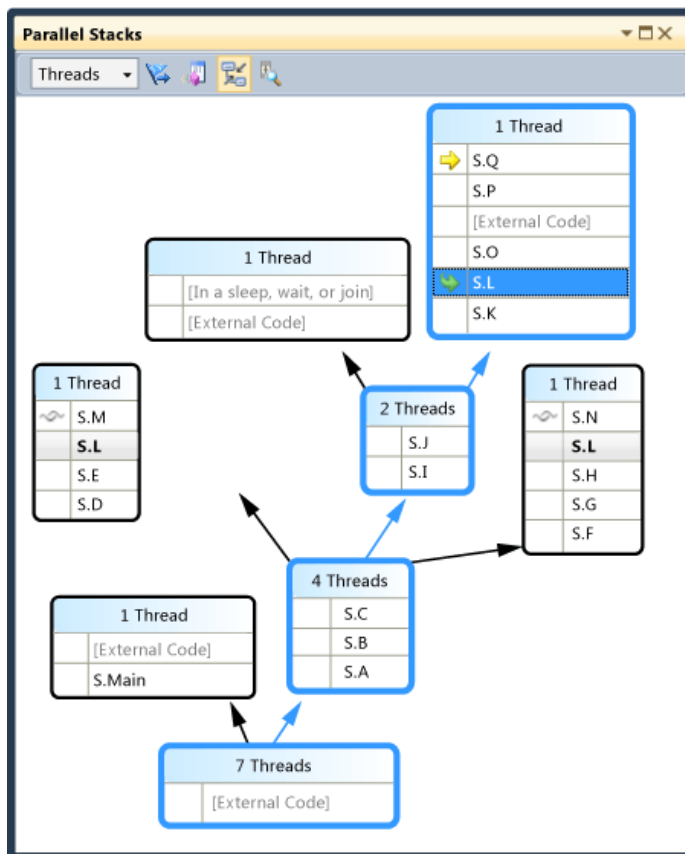 Parallel Stacks
Threads
1 Thread
S.Q
S.P
[External Code]
S.O
S.L
S.K
1 Thread
[In a sleep, wait, or join]
[External Code]
1 Thread
S.M
S.L
S.E
S.D
2 Threads
S.J
S.I
1 Thread
S.N
S.L
S.H
S.G
S.F
4 Threads
S.C
S.B
S.A
1 Thread
[External Code]
S.Main
7 Threads
[External Code]